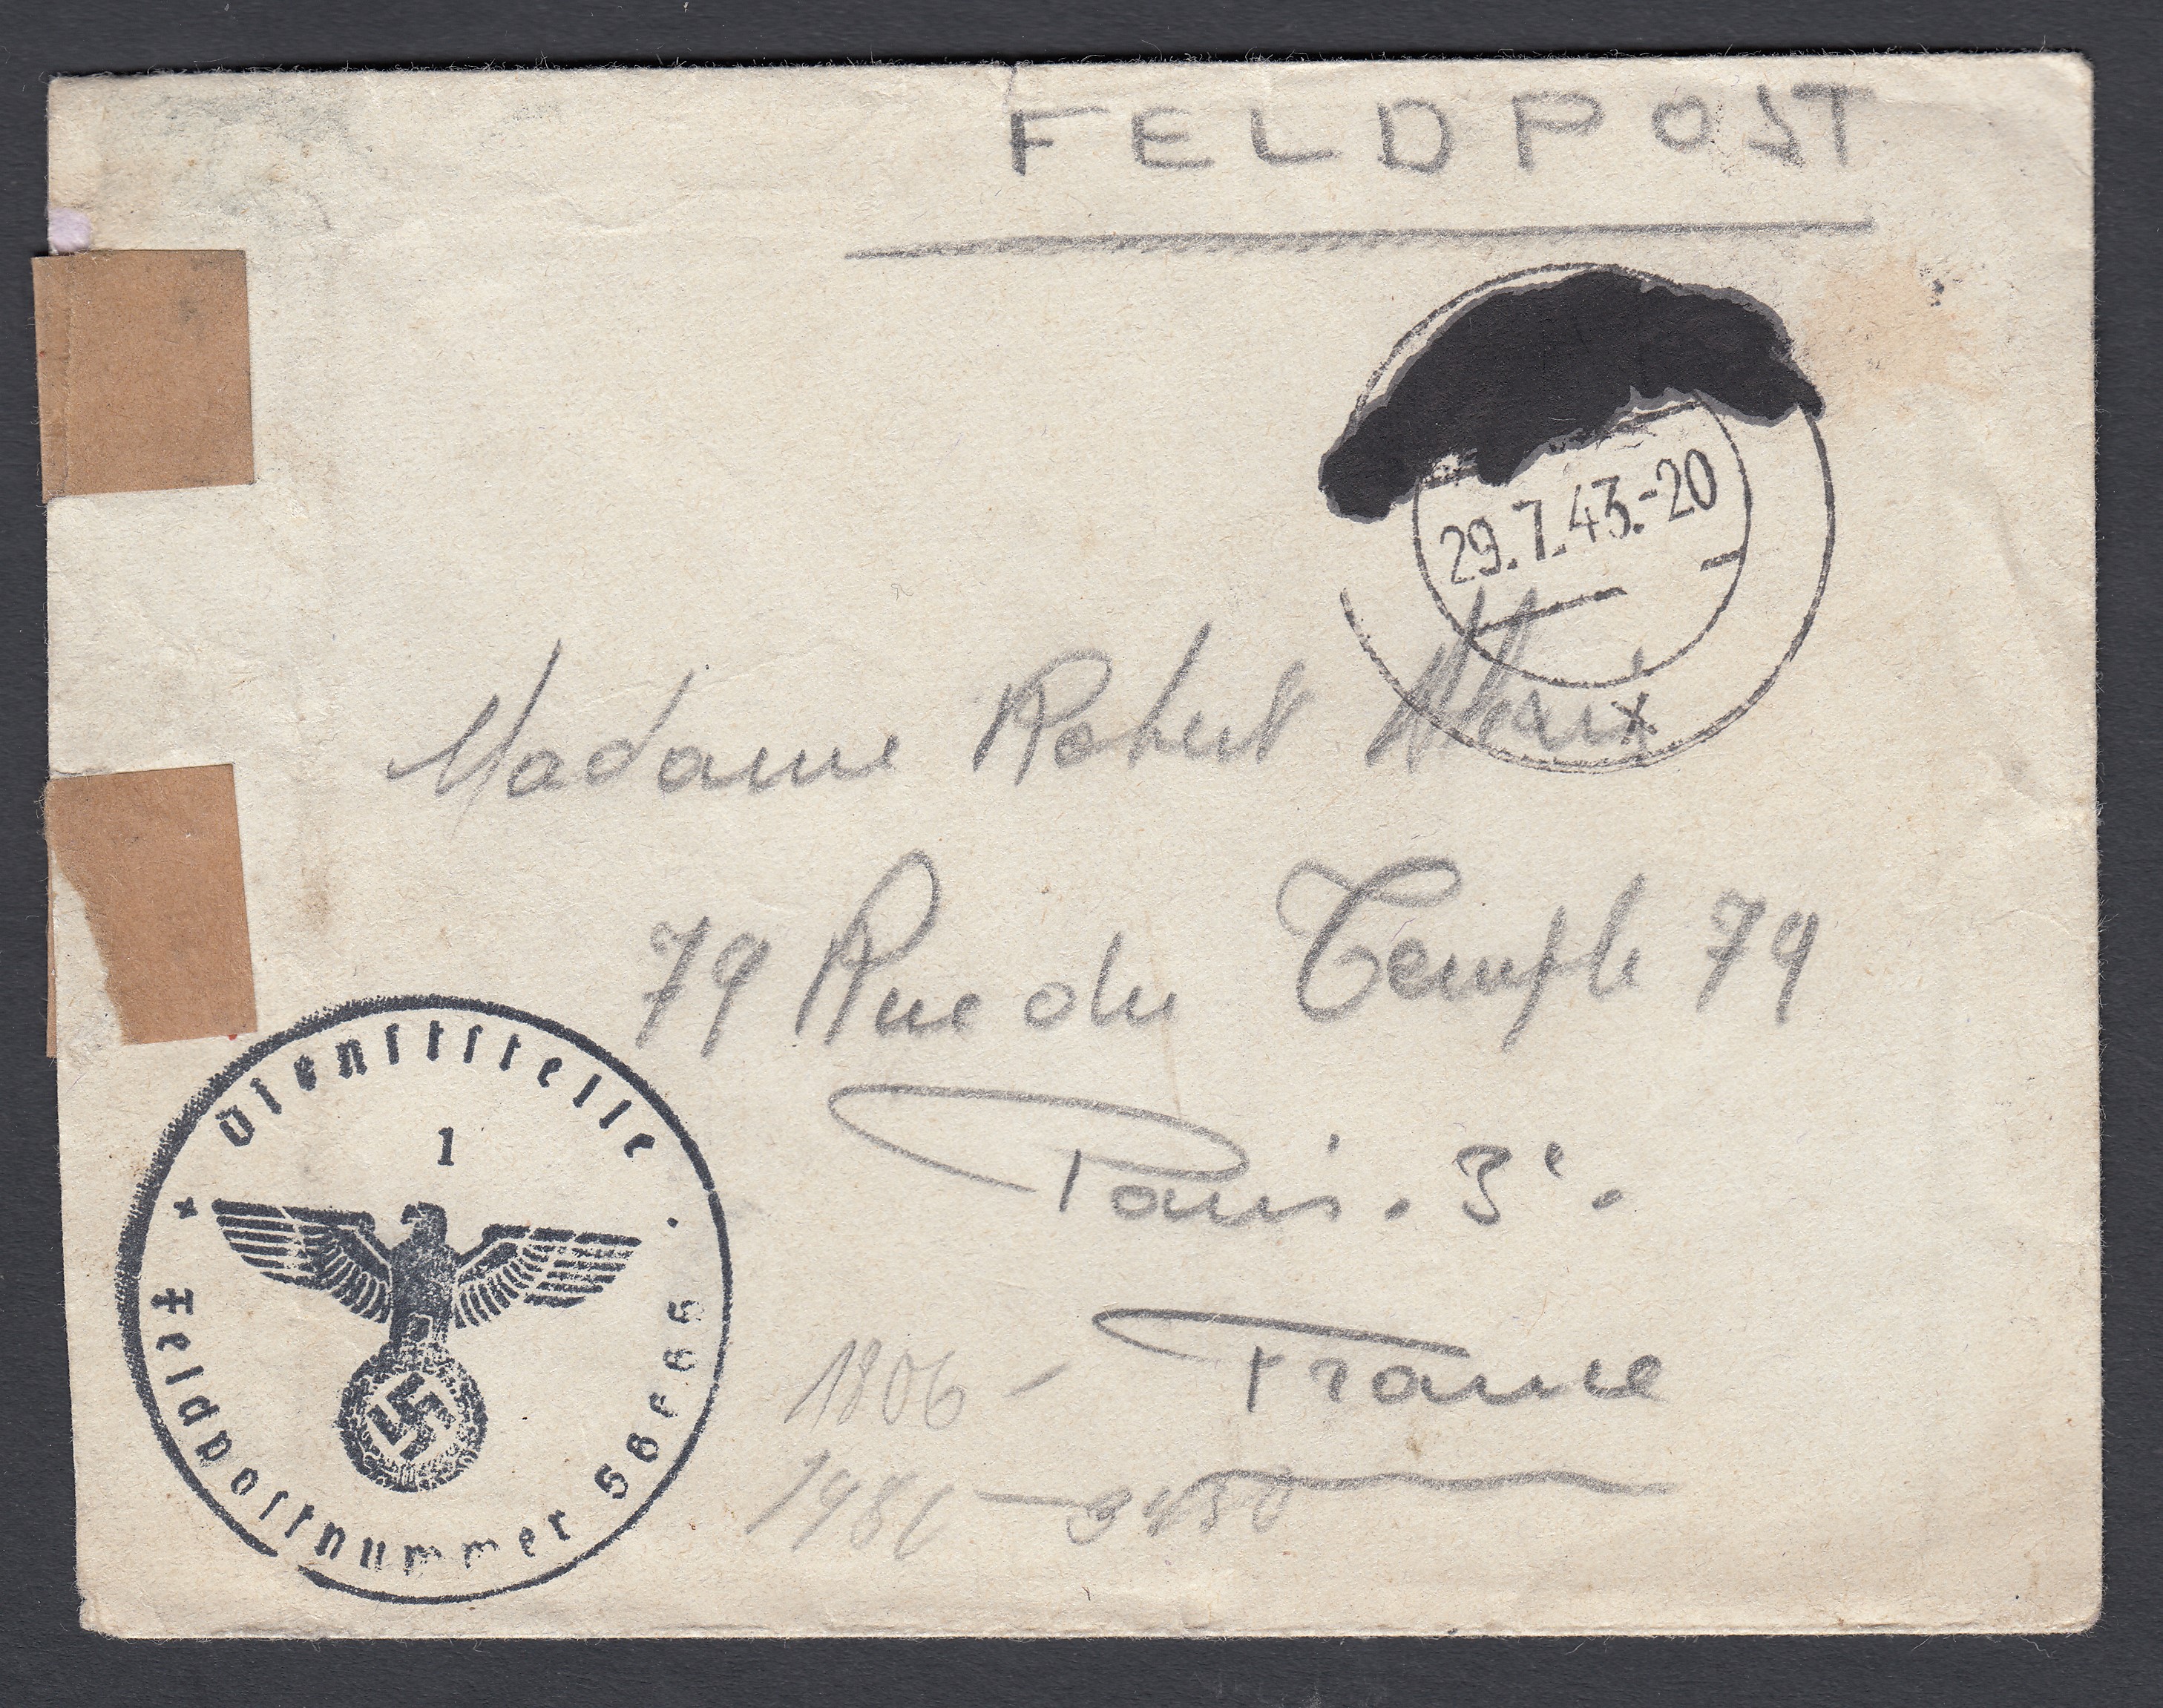 FELDPOST
29.7.43.-20
Madame Robert
79 Rue du Temple 79
Paris. 3e.
France
1806 -
Dienststelle
1
Feldpostnummer